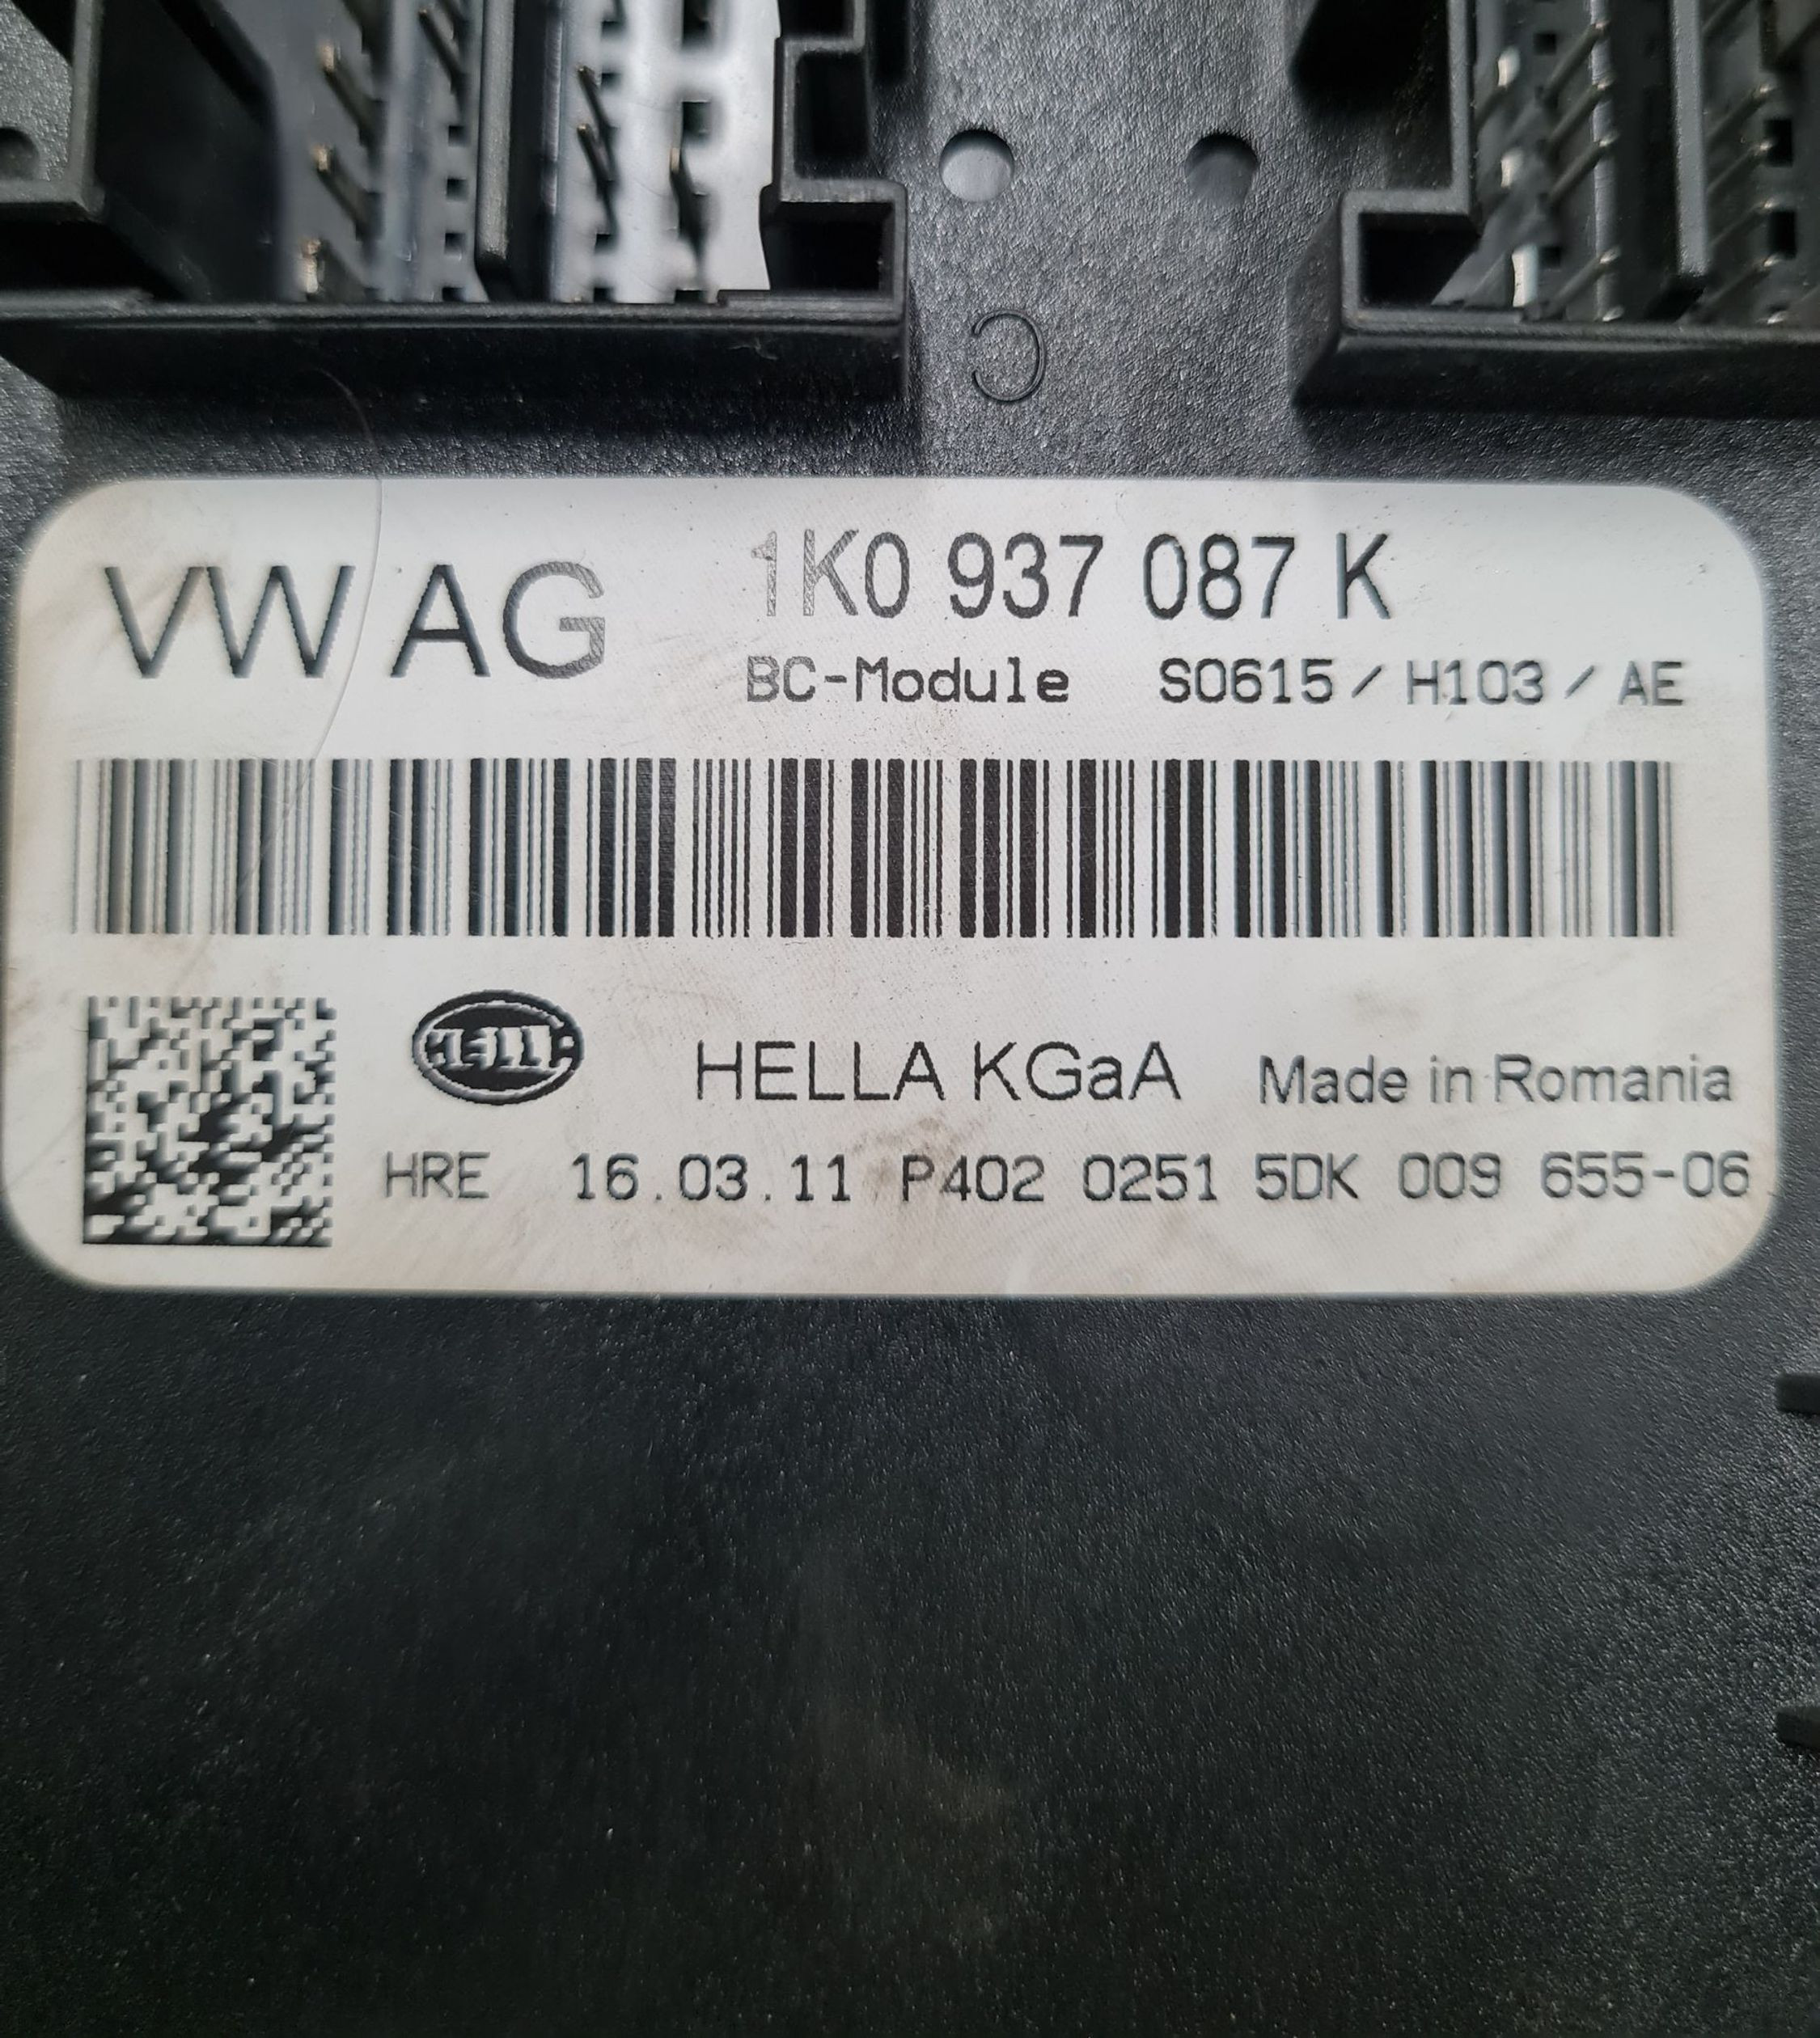 C
VW AG 1K0 937 087 K
BC-Module S0615 / H103 / AE
HELLA HELLA KGaA Made in Romania
HRE 16.03.11 P402 0251 5DK 009 655-06